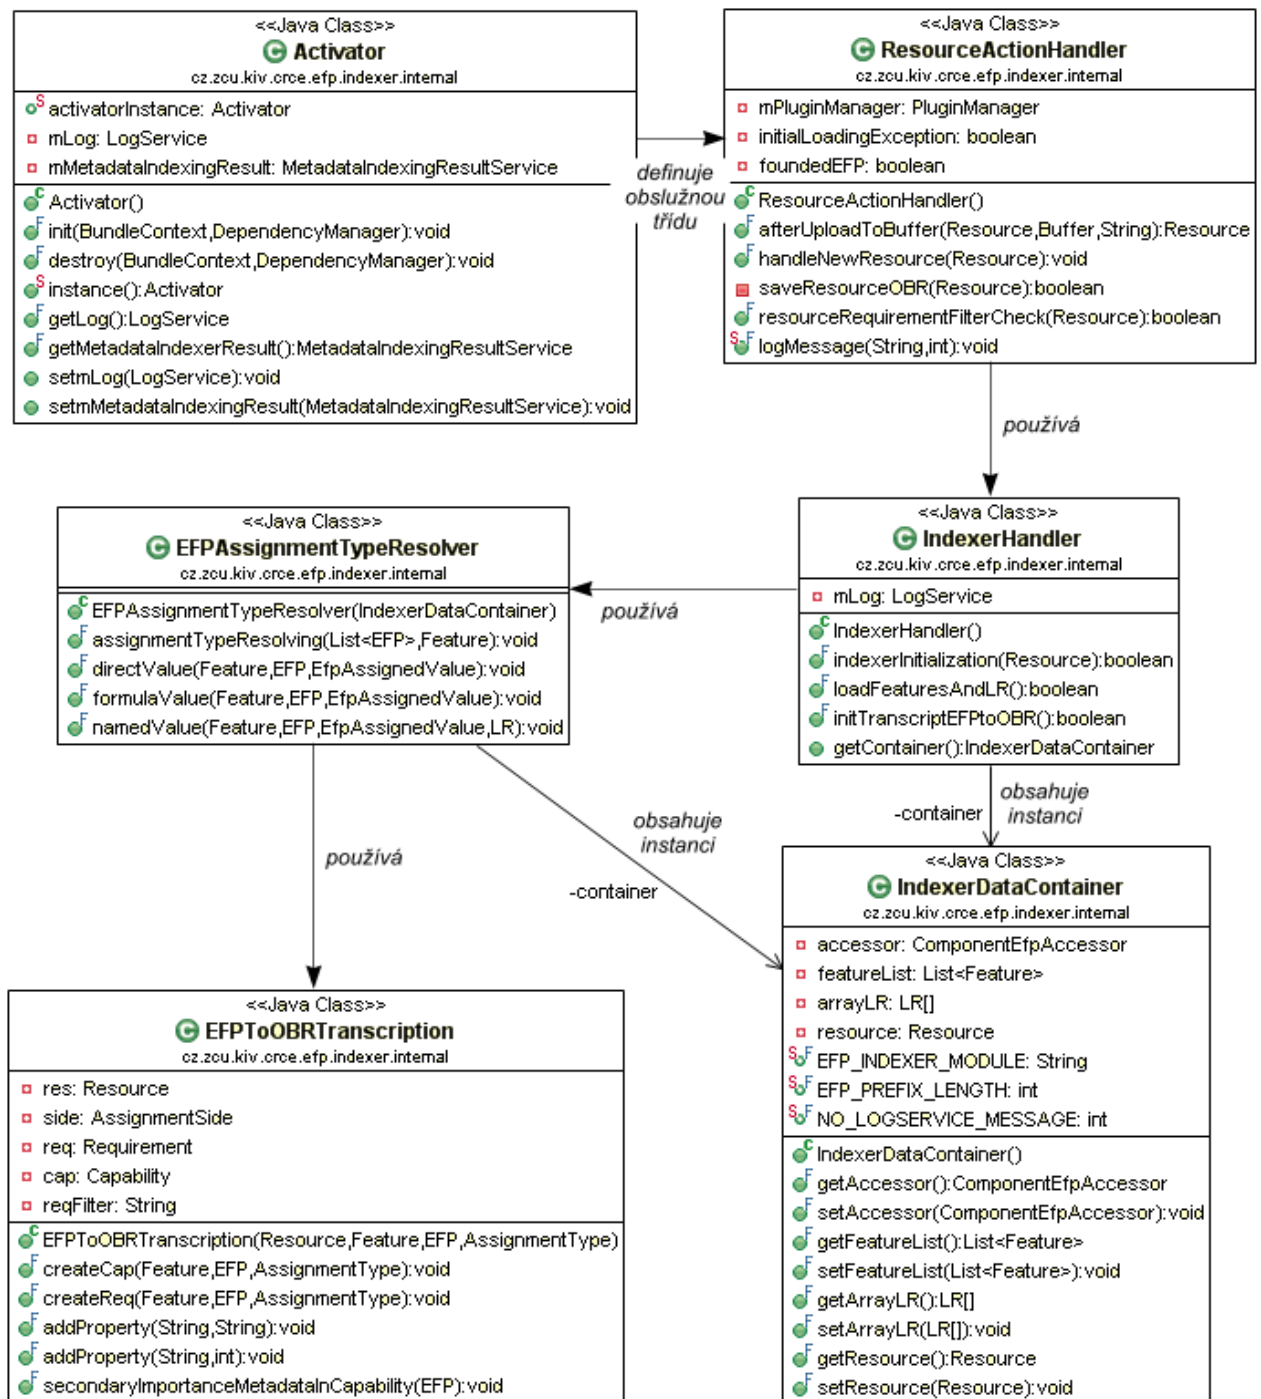 <<Java Class>>
Activator
cz.zcu.kiv.crce.efp.indexer.internal
activatorInstance: Activator
mLog: LogService
mMetadataIndexingResult: MetadataIndexingResultService
Activator()
init(BundleContext,DependencyManager):void
destroy(BundleContext,DependencyManager):void
instance():Activator
getLog():LogService
getMetadataIndexerResult():MetadataIndexingResultService
setmLog(LogService):void
setmMetadataIndexingResult(MetadataIndexingResultService):void
definuje
obslužnou
třídu
<<Java Class>>
ResourceActionHandler
cz.zcu.kiv.crce.efp.indexer.internal
mPluginManager: PluginManager
initialLoadingException: boolean
foundedEFP: boolean
ResourceActionHandler()
afterUploadToBuffer(Resource,Buffer,String):Resource
handleNewResource(Resource):void
saveResourceOBR(Resource):boolean
resourceRequirementFilterCheck(Resource):boolean
logMessage(String,int):void
používá
<<Java Class>>
EFPAssignmentTypeResolver
cz.zcu.kiv.crce.efp.indexer.internal
EFPAssignmentTypeResolver(IndexerDataContainer)
assignmentTypeResolving(List<EFP>,Feature):void
directValue(Feature,EFP,EfpAssignedValue):void
formulaValue(Feature,EFP,EfpAssignedValue):void
namedValue(Feature,EFP,EfpAssignedValue,LR):void
používá
<<Java Class>>
IndexerHandler
cz.zcu.kiv.crce.efp.indexer.internal
mLog: LogService
IndexerHandler()
indexerInitialization(Resource):boolean
loadFeaturesAndLR():boolean
initTranscriptEFPtoOBR():boolean
getContainer():IndexerDataContainer
používá
obsahuje
instanci
-container
obsahuje
instanci
-container
<<Java Class>>
EFPToOBRTranscription
cz.zcu.kiv.crce.efp.indexer.internal
res: Resource
side: AssignmentSide
req: Requirement
cap: Capability
reqFilter: String
EFPToOBRTranscription(Resource,Feature,EFP,AssignmentType)
createCap(Feature,EFP,AssignmentType):void
createReq(Feature,EFP,AssignmentType):void
addProperty(String,String):void
addProperty(String,int):void
secondaryImportanceMetadataInCapability(EFP):void
<<Java Class>>
IndexerDataContainer
cz.zcu.kiv.crce.efp.indexer.internal
accessor: ComponentEfpAccessor
featureList: List<Feature>
arrayLR: LR[]
resource: Resource
EFP_INDEXER_MODULE: String
EFP_PREFIX_LENGTH: int
NO_LOGSERVICE_MESSAGE: int
IndexerDataContainer()
getAccessor():ComponentEfpAccessor
setAccessor(ComponentEfpAccessor):void
getFeatureList():List<Feature>
setFeatureList(List<Feature>):void
getArrayLR():LR[]
setArrayLR(LR[]):void
getResource():Resource
setResource(Resource):void